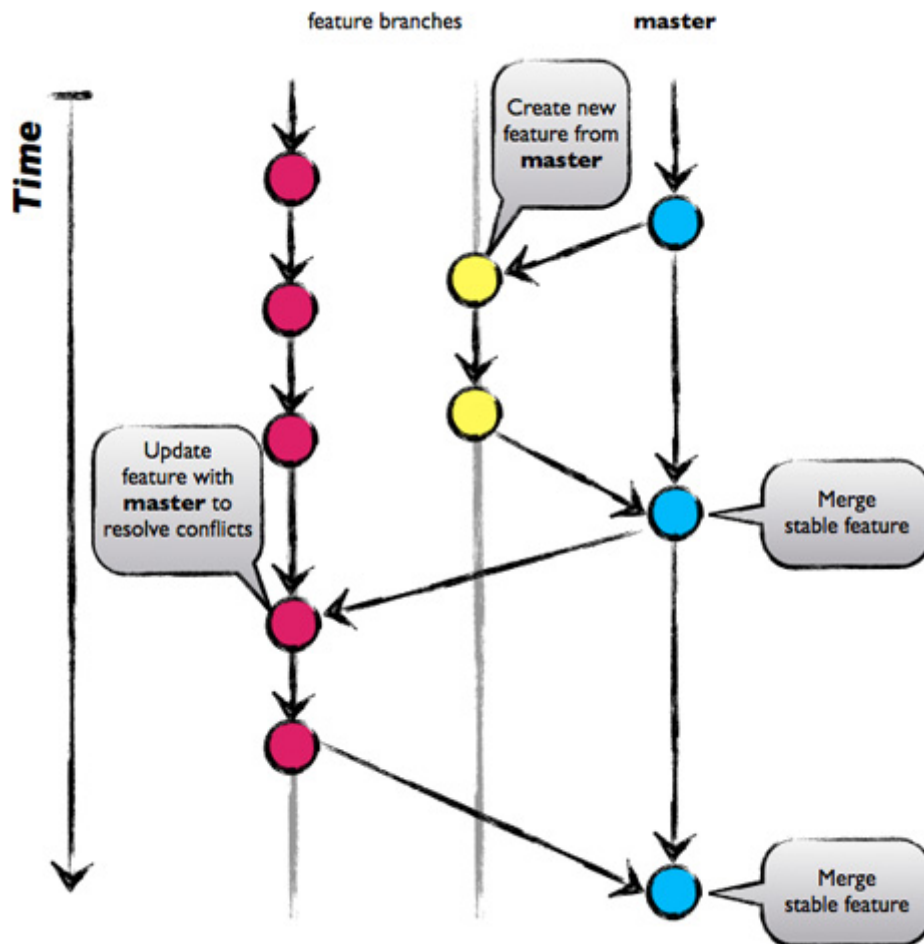 feature branches
master
Time
Create new
feature from
master
Update
feature with
master to
resolve conflicts
Merge
stable feature
Merge
stable feature